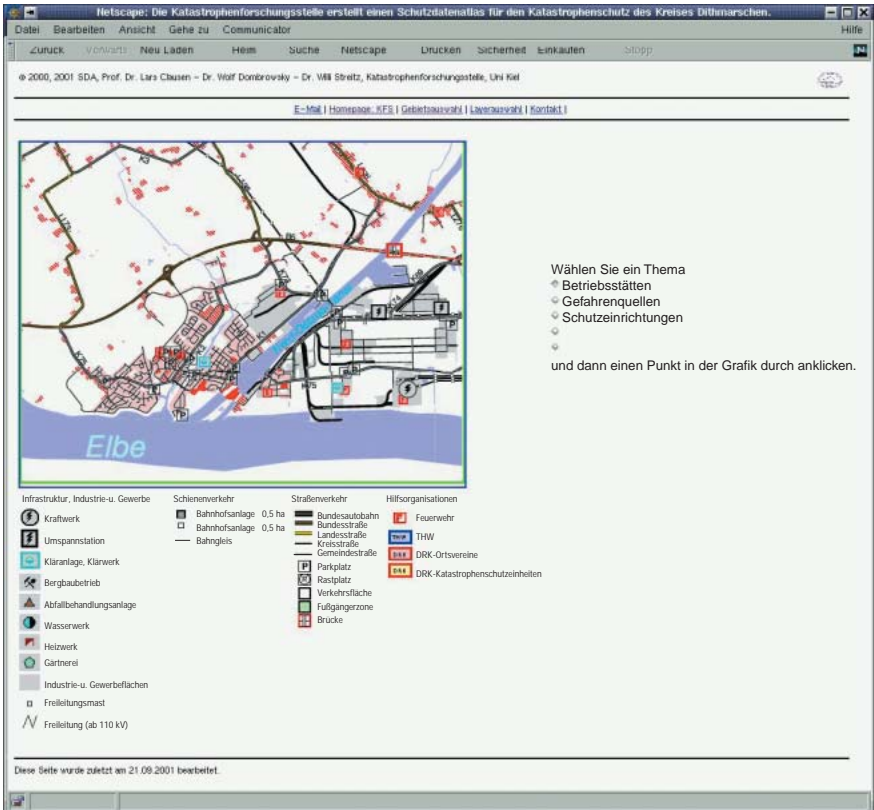 Netscape: Die Katastrophenforschungsstelle erstellt einen Schutzdatenatlas für den Katastrophenschutz des Kreises Dithmarschen.
Datei Bearbeiten Ansicht Gehe zu Communicator Hilfe
Zurück Vorwärts Neu Laden Heim Suche Netscape Drucken Sicherheit Einkaufen Stopp
© 2000, 2001 SDA, Prof. Dr. Lars Clausen – Dr. Wolf Dombrowsky – Dr. Willi Streitz, Katastrophenforschungsstelle, Uni Kiel
E-Mail | Homepage: KFS | Gebietsauswahl | Layerauswahl | Kontakt |
K3
K75
K74
Elbe
Wählen Sie ein Thema
Betriebsstätten
Gefahrenquellen
Schutzeinrichtungen
und dann einen Punkt in der Grafik durch anklicken.
Infrastruktur, Industrie-u. Gewerbe
Kraftwerk
Umspannstation
Kläranlage, Klärwerk
Bergbaubetrieb
Abfallbehandlungsanlage
Wasserwerk
Heizwerk
Gärtnerei
Industrie-u. Gewerbeflächen
Freileitungsmast
Freileitung (ab 110 kV)
Schienenverkehr
Bahnhofsanlage 0,5 ha
Bahnhofsanlage 0,5 ha
Bahngleis
Straßenverkehr
Bundesautobahn
Bundesstraße
Landesstraße
Kreisstraße
Gemeindestraße
P Parkplatz
Rastplatz
Verkehrsfläche
Fußgängerzone
Brücke
Hilfsorganisationen
F Feuerwehr
THW THW
DRK DRK-Ortsvereine
DRK DRK-Katastrophenschutzeinheiten
Diese Seite wurde zuletzt am 21.09.2001 bearbeitet.